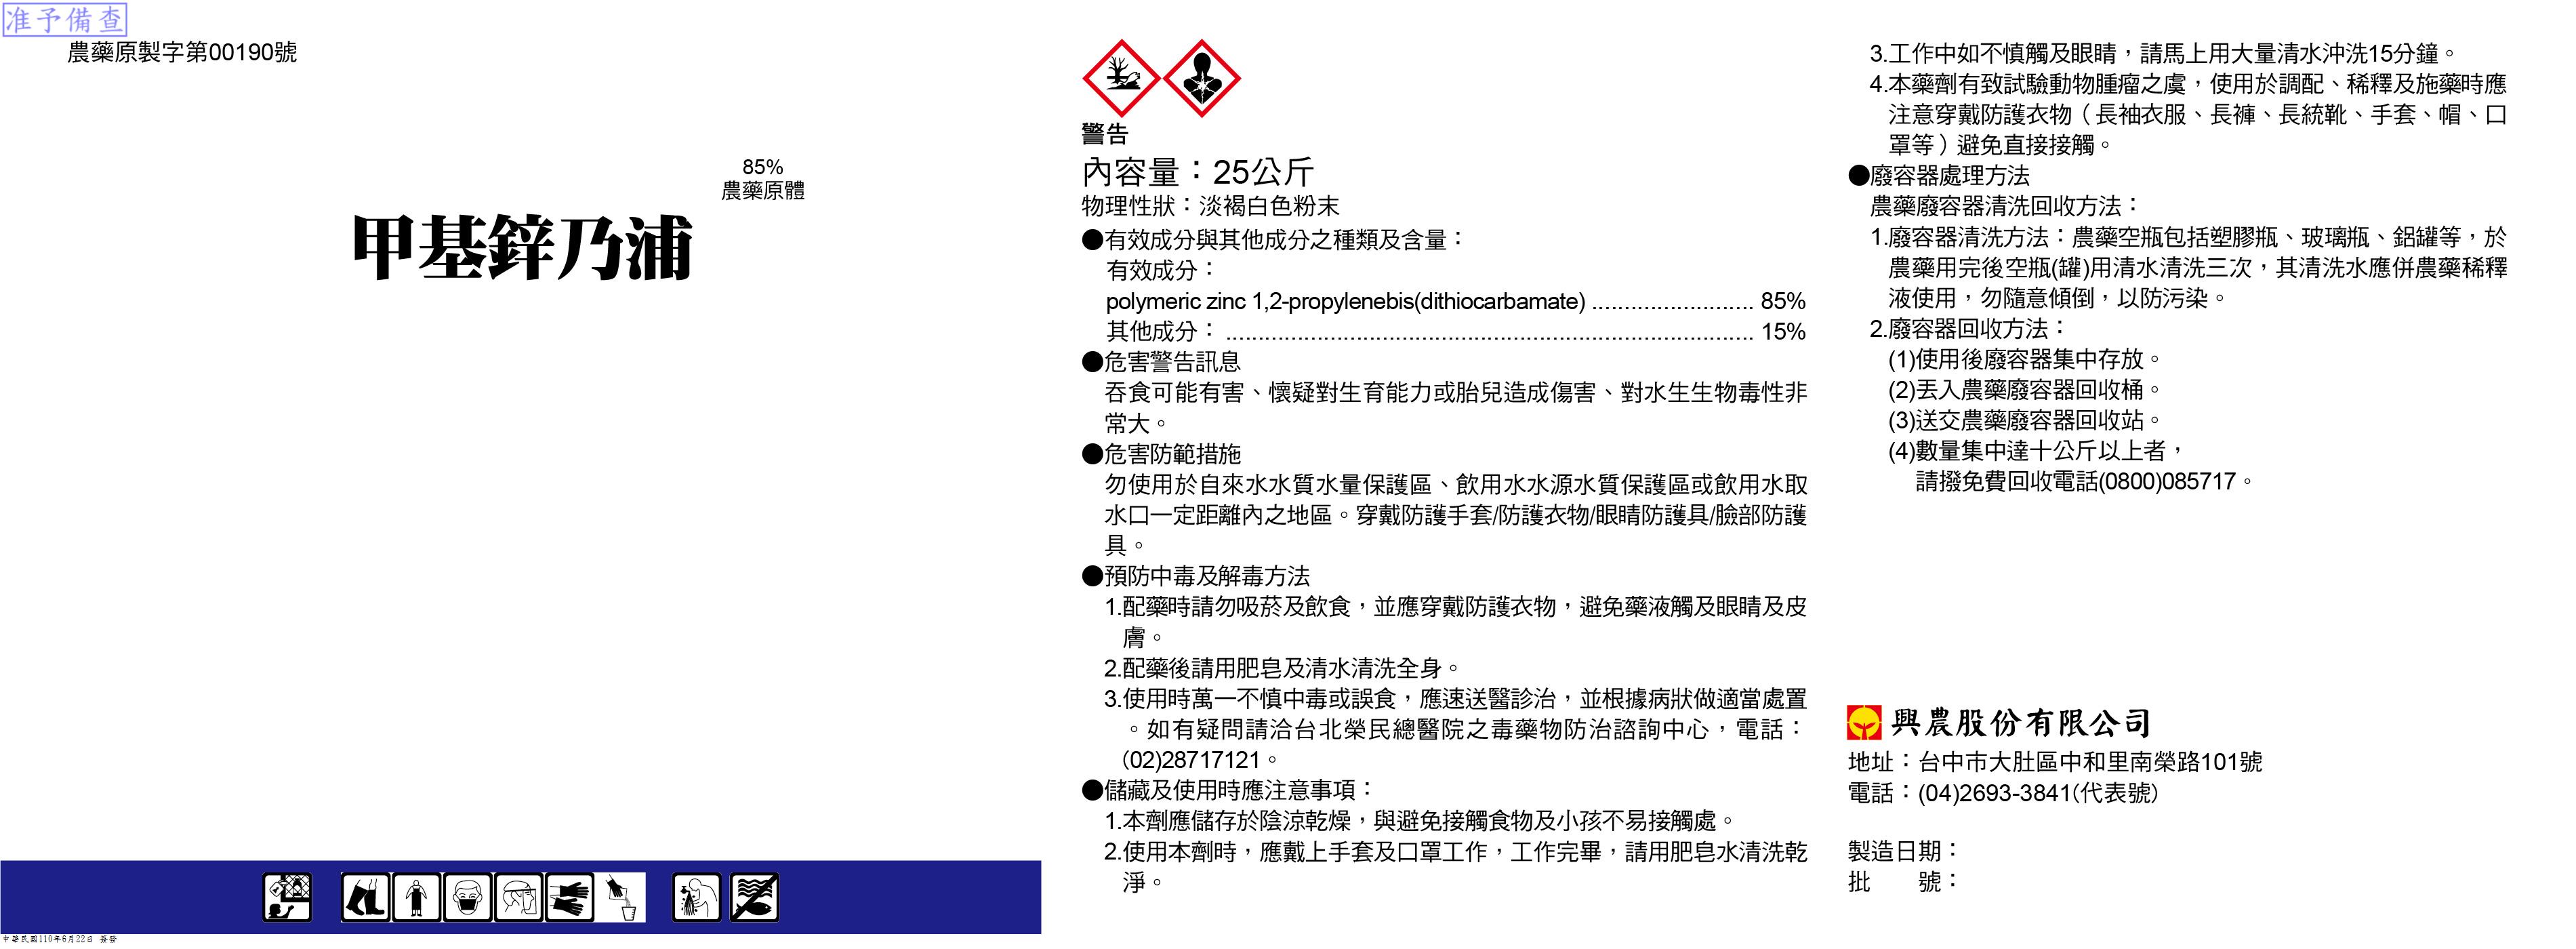 准予備查
農藥原製字第00190號
85%
農藥原體
甲基鋅乃浦
中華民國110年6月22日 簽發
警告
內容量：25公斤
物理性狀：淡褐白色粉末
●有效成分與其他成分之種類及含量：
有效成分：
polymeric zinc 1,2-propylenebis(dithiocarbamate) ......................... 85%
其他成分： ................................................................................. 15%
●危害警告訊息
吞食可能有害、懷疑對生育能力或胎兒造成傷害、對水生生物毒性非
常大。
●危害防範措施
勿使用於自來水水質水量保護區、飲用水水源水質保護區或飲用水取
水口一定距離內之地區。穿戴防護手套/防護衣物/眼睛防護具/臉部防護
具。
●預防中毒及解毒方法
1.配藥時請勿吸菸及飲食，並應穿戴防護衣物，避免藥液觸及眼睛及皮
膚。
2.配藥後請用肥皂及清水清洗全身。
3.使用時萬一不慎中毒或誤食，應速送醫診治，並根據病狀做適當處置
。如有疑問請洽台北榮民總醫院之毒藥物防治諮詢中心，電話：
(02)28717121。
●儲藏及使用時應注意事項：
1.本劑應儲存於陰涼乾燥，與避免接觸食物及小孩不易接觸處。
2.使用本劑時，應戴上手套及口罩工作，工作完畢，請用肥皂水清洗乾
淨。
3.工作中如不慎觸及眼睛，請馬上用大量清水沖洗15分鐘。
4.本藥劑有致試驗動物腫瘤之虞，使用於調配、稀釋及施藥時應
注意穿戴防護衣物（長袖衣服、長褲、長統靴、手套、帽、口
罩等）避免直接接觸。
●廢容器處理方法
農藥廢容器清洗回收方法：
1.廢容器清洗方法：農藥空瓶包括塑膠瓶、玻璃瓶、鋁罐等，於
農藥用完後空瓶(罐)用清水清洗三次，其清洗水應併農藥稀釋
液使用，勿隨意傾倒，以防污染。
2.廢容器回收方法：
(1)使用後廢容器集中存放。
(2)丟入農藥廢容器回收桶。
(3)送交農藥廢容器回收站。
(4)數量集中達十公斤以上者，
請撥免費回收電話(0800)085717。
興農股份有限公司
地址：台中市大肚區中和里南榮路101號
電話：(04)2693-3841(代表號)
製造日期：
批　　號：